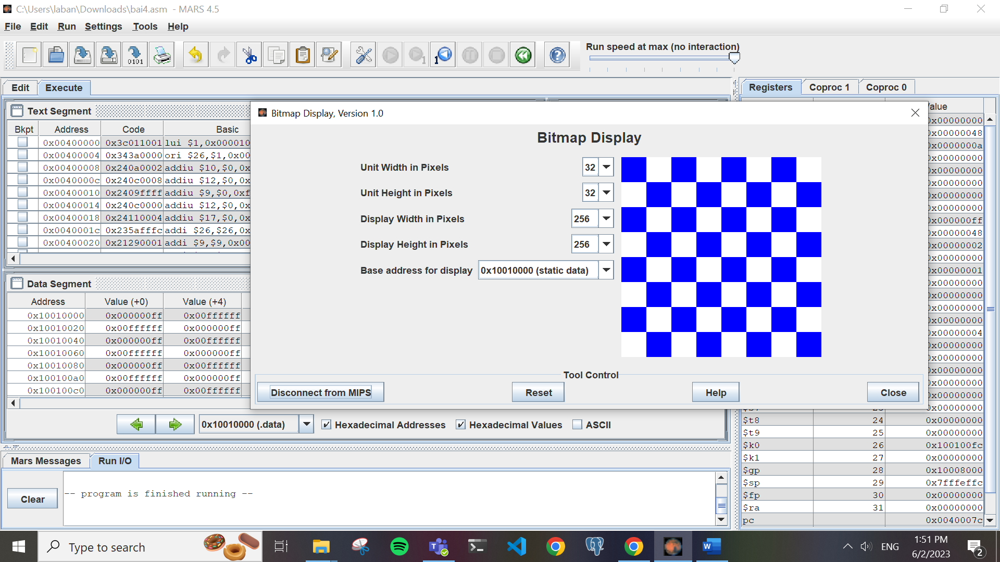 C:\Users\laban\Downloads\bai4.asm - MARS 4.5
File Edit Run Settings Tools Help
Run speed at max (no interaction)
Edit Execute
Registers Coproc 1 Coproc 0
Text Segment
Bkpt Address Code Basic
0x00400000 0x3c011001 lui $1,0x000010
0x00400004 0x343a0000 ori $26,$1,0x00
0x00400008 0x240a0002 addiu $10,$0,0x
0x0040000c 0x240c0008 addiu $12,$0,0x
0x00400010 0x2409ffff addiu $9,$0,0xf
0x00400014 0x240c0000 addiu $12,$0,0x
0x00400018 0x24110004 addiu $17,$0,0x
0x0040001c 0x235afffc addi $26,$26,0x
0x00400020 0x21290001 addi $9,$9,0x00
Data Segment
Address Value (+0) Value (+4)
0x10010000 0x000000ff 0x00ffffff
0x10010020 0x00ffffff 0x000000ff
0x10010040 0x000000ff 0x00ffffff
0x10010060 0x00ffffff 0x000000ff
0x10010080 0x000000ff 0x00ffffff
0x100100a0 0x00ffffff 0x000000ff
0x100100c0 0x000000ff 0x00ffffff
0x10010000 (.data) Hexadecimal Addresses Hexadecimal Values ASCII
Bitmap Display, Version 1.0
Bitmap Display
Unit Width in Pixels 32
Unit Height in Pixels 32
Display Width in Pixels 256
Display Height in Pixels 256
Base address for display 0x10010000 (static data)
Tool Control
Disconnect from MIPS Reset Help Close
Value
0x00000000
0x00000048
0x0000000a
0x00000000
0x00000000
0x00000000
0x00000000
0x00000000
0x000000ff
0x00000048
0x00000002
0x00000000
0x00000001
0x00000000
0x00000000
0x00000000
0x00000000
0x00000004
0x00000000
0x00000000
0x00000000
0x00000000
0x00000000
0x00000000
$t8 24 0x00000000
$t9 25 0x00000000
$k0 26 0x100100fc
$k1 27 0x00000000
$gp 28 0x10008000
$sp 29 0x7fffeffc
$fp 30 0x00000000
$ra 31 0x00000000
pc 0x0040007c
Mars Messages Run I/O
Clear
-- program is finished running --
Type to search
ENG
1:51 PM
6/2/2023
2